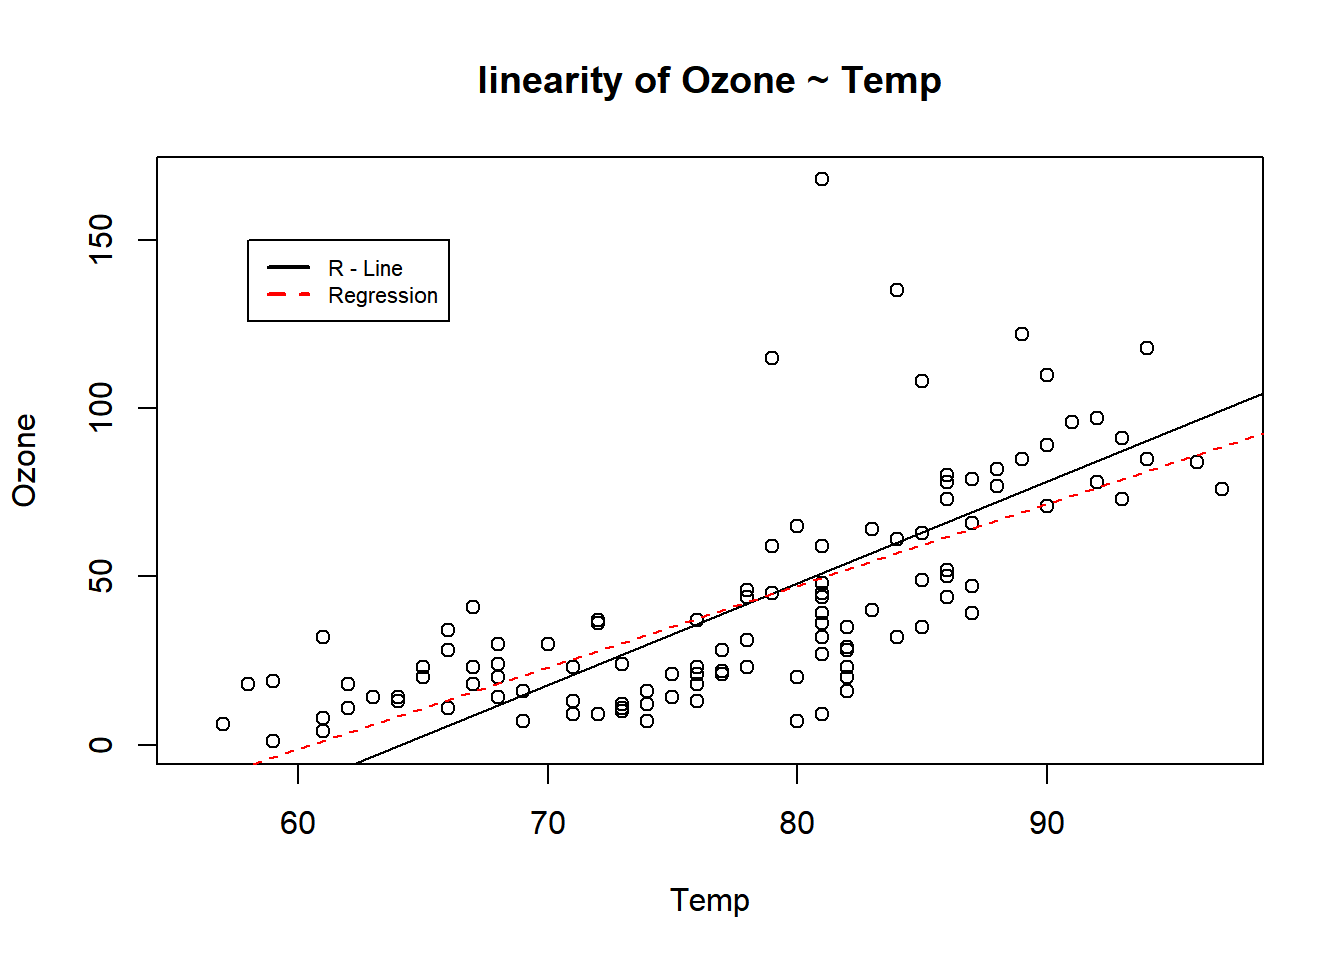 linearity of Ozone ~ Temp
150
100
50
0
Ozone
R - Line
Regression
60 70 80 90
Temp